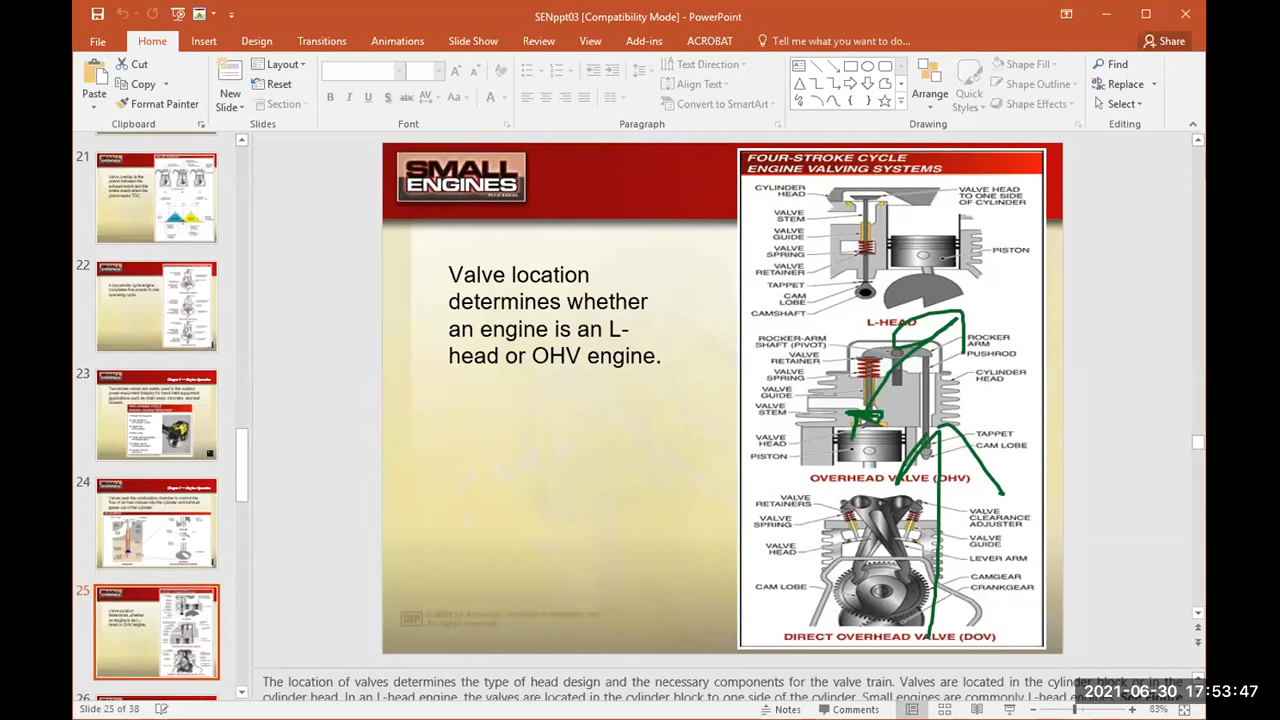 SENppt03 [Compatibility Mode] - PowerPoint
File Home Insert Design Transitions Animations Slide Show Review View Add-ins ACROBAT Tell me what you want to do... Share
Paste
Cut
Copy
Format Painter
Clipboard
New
Slide
Layout
Reset
Section
Slides
B I U S abc AV Aa A
Font
Text Direction
Align Text
Convert to SmartArt
Paragraph
Arrange
Quick
Styles
Shape Fill
Shape Outline
Shape Effects
Drawing
Find
Replace
Select
Editing
21
22
23
24
25
26
SMALL
ENGINES
Valve location
determines whether
an engine is an L-
head or OHV engine.
FOUR-STROKE CYCLE
ENGINE VALVING SYSTEMS
CYLINDER
HEAD
VALVE
STEM
VALVE
GUIDE
VALVE
SPRING
VALVE
RETAINER
TAPPET
CAM
LOBE
CAMSHAFT
VALVE HEAD
TO ONE SIDE
OF CYLINDER
PISTON
L-HEAD
ROCKER-ARM
SHAFT (PIVOT)
VALVE
RETAINER
VALVE
SPRING
VALVE
GUIDE
VALVE
STEM
VALVE
HEAD
PISTON
ROCKER
ARM
PUSHROD
CYLINDER
HEAD
TAPPET
CAM LOBE
OVERHEAD VALVE (OHV)
VALVE
RETAINERS
VALVE
SPRING
VALVE
HEAD
CAM LOBE
VALVE
CLEARANCE
ADJUSTER
VALVE
GUIDE
LEVER ARM
CAMGEAR
CRANKGEAR
DIRECT OVERHEAD VALVE (DOV)
The location of valves determines the type of head design and the necessary components for the valve train. Valves are located in the cylinder block or in the
cylinder head. In an L-head engine, the valves are located in the cylinder block to one side of the cylinder. Small engines are commonly L-head
2021-06-30 17:53:47
Slide 25 of 38 Notes Comments 83%